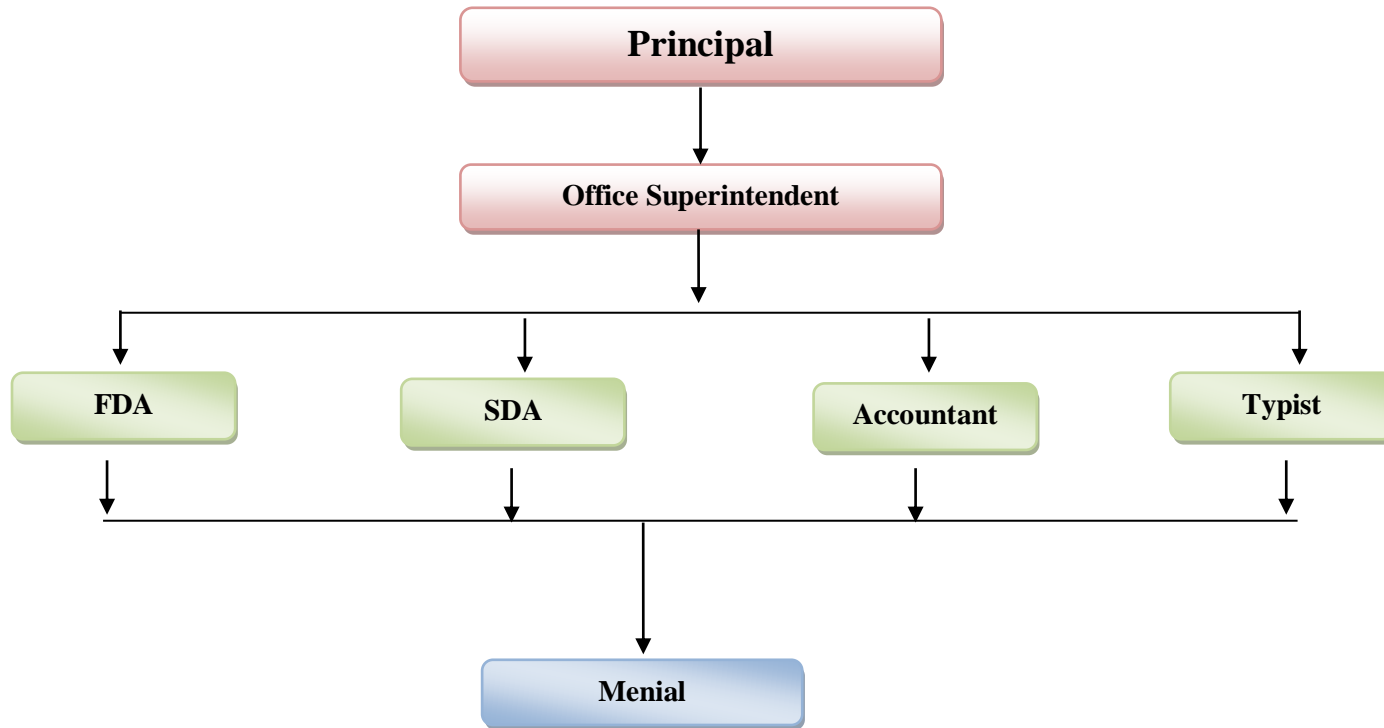 Principal
Office Superintendent
FDA
SDA
Accountant
Typist
Menial